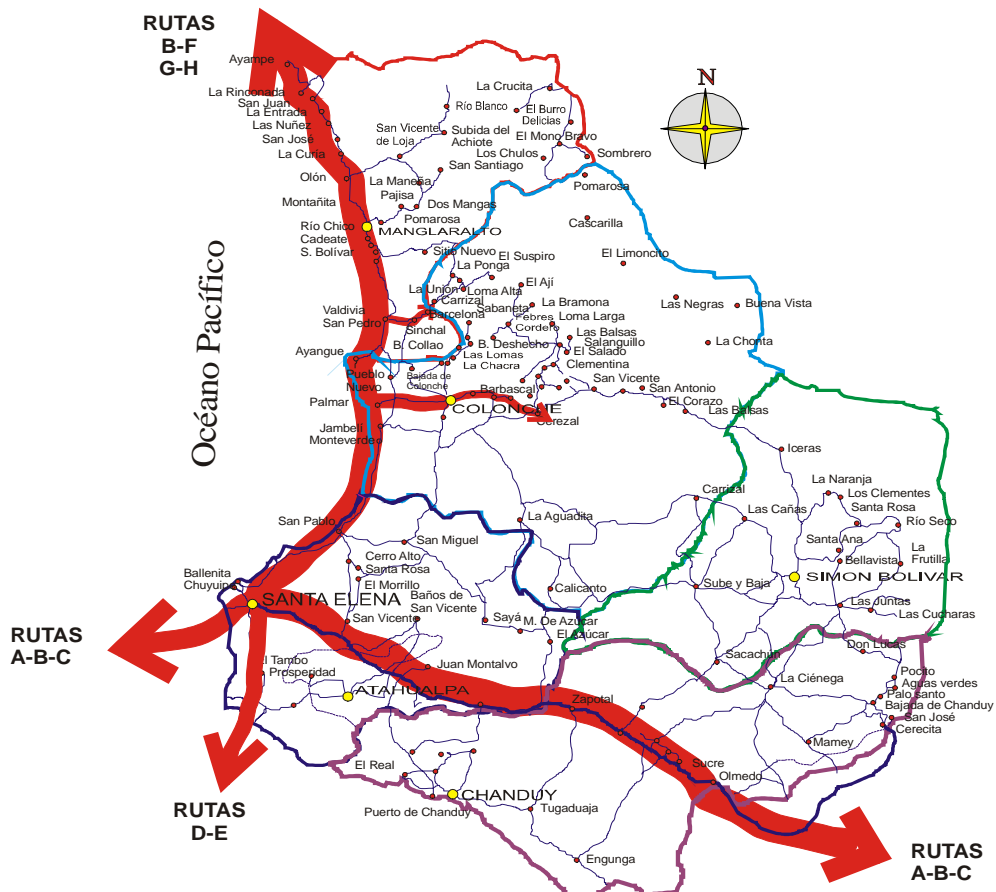 RUTAS
B-F
G-H
Ayampe
La Rinconada
San Juan
La Entrada
Las Nuñez
San José
La Curía
Olón
Montañita
Río Chico
Cadeate
S. Bolívar
La Crucita
Río Blanco
El Burro
Delicias
San Vicente
de Loja
Subida del
Achiote
El Mono Bravo
Los Chulos
San Santiago
Sombrero
Pomarosa
La Maneña
Pajisa
Dos Mangas
Pomarosa
MANGLARALTO
Cascarilla
N
Océano Pacífico
Sitio Nuevo
El Suspiro
La Ponga
El Limoncito
La Unión
Loma Alta
El Ají
Carrizal
Sabaneta
La Bramona
Las Negras
Buena Vista
Valdivia
San Pedro
Barcelona
Sinchal
Febres
Cordero
Loma Larga
Las Balsas
Salanguillo
La Chonta
Ayangue
B. Collao
B. Deshecho
El Salado
Las Lomas
La Chacra
Clementina
Pueblo
Nuevo
Bajada de
Colonche
Barbascal
San Vicente
San Antonio
El Corazo
Las Balsas
Palmar
COLONCHE
Cerezal
Jambelí
Monteverde
Iceras
Carrizal
La Naranja
Los Clementes
Santa Rosa
Las Cañas
Río Seco
San Pablo
La Aguadita
San Miguel
Santa Ana
Bellavista
La
Frutilla
Cerro Alto
Santa Rosa
El Morrillo
Ballenita
Chuyuipe
SANTA ELENA
Baños de
San Vicente
Calicanto
Sube y Baja
SIMON BOLIVAR
Las Juntas
Las Cucharas
San Vicente
Sayá
M. De Azúcar
El Azúcar
RUTAS
A-B-C
El Tambo
Prosperidad
Juan Montalvo
ATAHUALPA
Sacachún
Don Lucas
La Ciénega
Pocito
Aguas verdes
Palo santo
Bajada de Chanduy
San José
Cerecita
Zapotal
Mamey
El Real
Sucre
Olmedo
RUTAS
D-E
Puerto de Chanduy
CHANDUY
Tugaduaja
Engunga
RUTAS
A-B-C